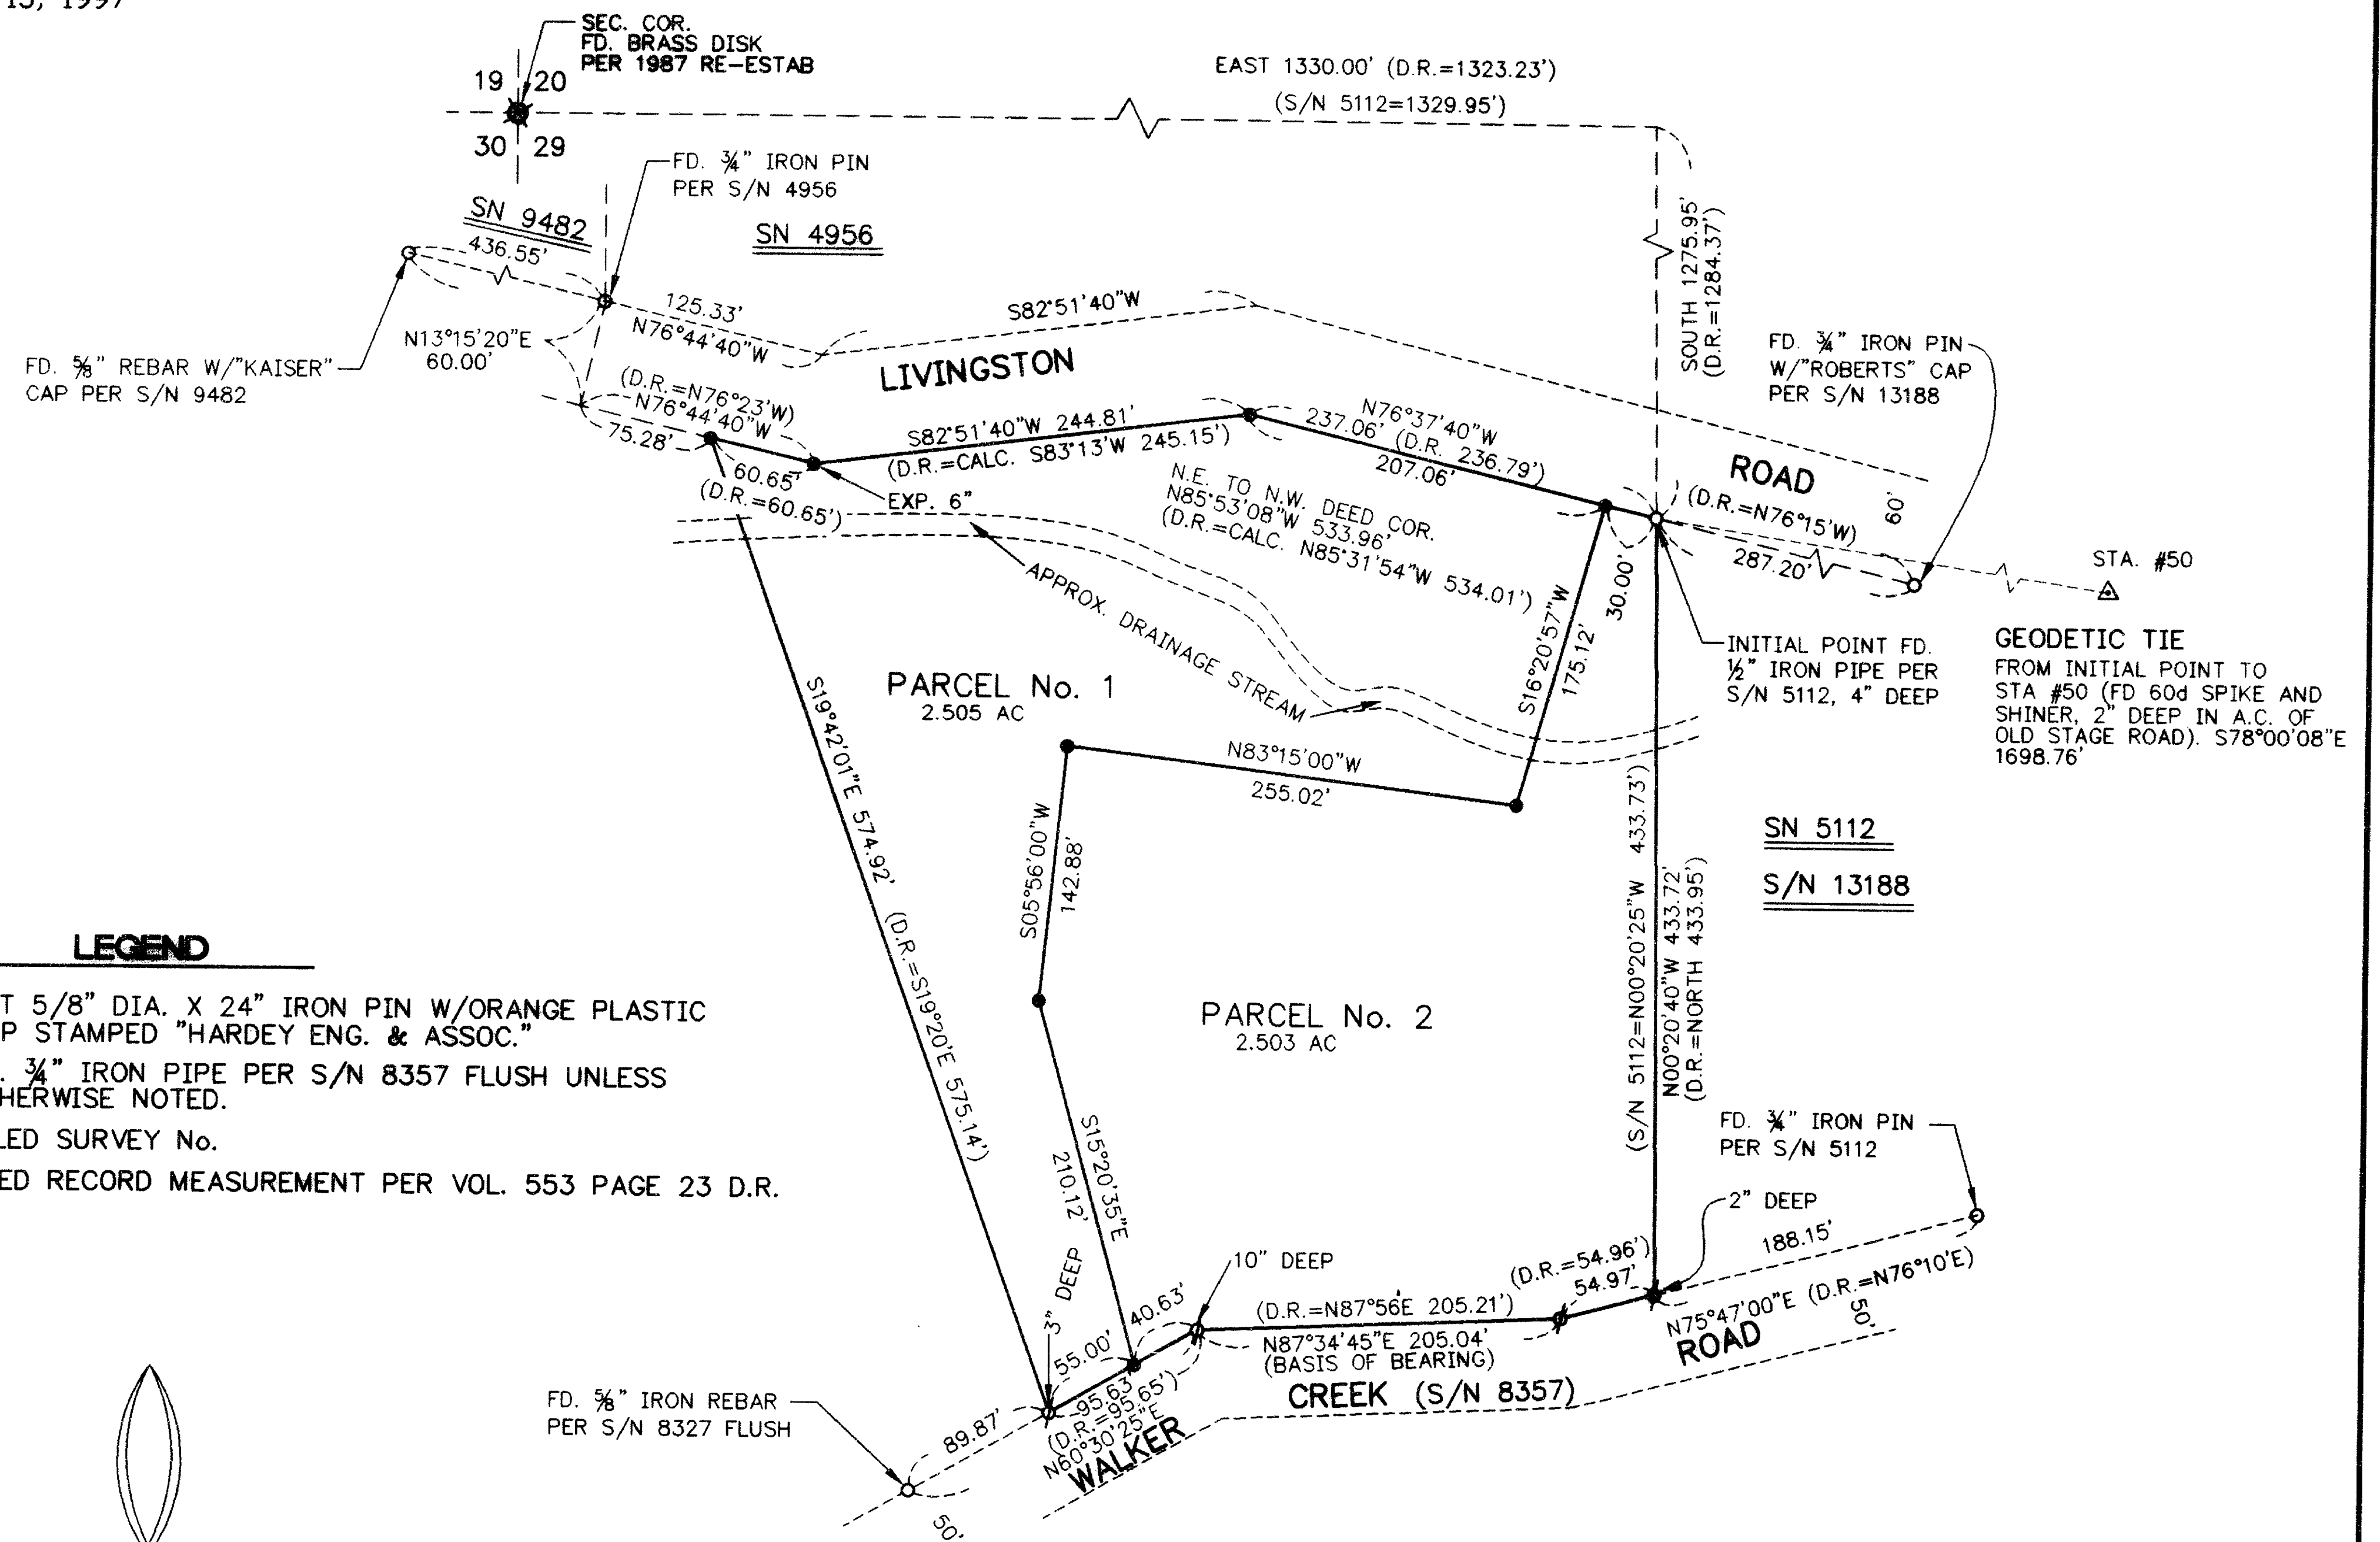 15, 1997
SEC. COR.
FD. BRASS DISK
PER 1987 RE-ESTAB
19 20
30 29
EAST 1330.00' (D.R.=1323.23')
(S/N 5112=1329.95')
FD. ¾" IRON PIN
PER S/N 4956
SN 9482
436.55'
SN 4956
SOUTH 1275.95'
(D.R.=1284.37')
FD. ⅝" REBAR W/"KAISER"
CAP PER S/N 9482
N13°15'20"E
60.00'
125.33'
N76°44'40"W
S82°51'40"W
LIVINGSTON
FD. ¾" IRON PIN
W/"ROBERTS" CAP
PER S/N 13188
(D.R.=N76°23'W)
N76°44'40"W
75.28'
60.65'
(D.R.=60.65')
S82°51'40"W 244.81'
(D.R.=CALC. S83°13'W 245.15')
EXP. 6"
N76°37'40"W
237.06' (D.R. 236.79')
207.06'
N.E. TO N.W. DEED COR.
N85°53'08"W 533.96'
(D.R.=CALC. N85°31'54"W 534.01')
ROAD
(D.R.=N76°15'W)
60'
287.20'
STA. #50
30.00'
S16°20'57"W
175.12'
APPROX. DRAINAGE STREAM
INITIAL POINT FD.
½" IRON PIPE PER
S/N 5112, 4" DEEP
GEODETIC TIE
FROM INITIAL POINT TO
STA #50 (FD 60d SPIKE AND
SHINER, 2" DEEP IN A.C. OF
OLD STAGE ROAD). S78°00'08"E
1698.76'
PARCEL No. 1
2.505 AC
S19°42'01"E 574.92' (D.R.=S19°20'E 575.14')
N83°15'00"W
255.02'
S05°56'00"W
142.88'
(S/N 5112=N00°20'25"W 433.73')
N00°20'40"W 433.72'
(D.R.=NORTH 433.95')
SN 5112
S/N 13188
LEGEND
T 5/8" DIA. X 24" IRON PIN W/ORANGE PLASTIC
P STAMPED "HARDEY ENG. & ASSOC."
. ¾" IRON PIPE PER S/N 8357 FLUSH UNLESS
HERWISE NOTED.
LED SURVEY No.
ED RECORD MEASUREMENT PER VOL. 553 PAGE 23 D.R.
PARCEL No. 2
2.503 AC
S15°20'35"E
210.12'
FD. ¾" IRON PIN
PER S/N 5112
2" DEEP
188.15'
N75°47'00"E (D.R.=N76°10'E)
50'
ROAD
3" DEEP
10" DEEP
40.63'
55.00'
(D.R.=54.96')
54.97'
(D.R.=N87°56'E 205.21')
N87°34'45"E 205.04'
(BASIS OF BEARING)
CREEK (S/N 8357)
95.63'
(D.R.=95.65')
N60°30'25"E
WALKER
FD. ⅝" IRON REBAR
PER S/N 8327 FLUSH
89.87'
50'